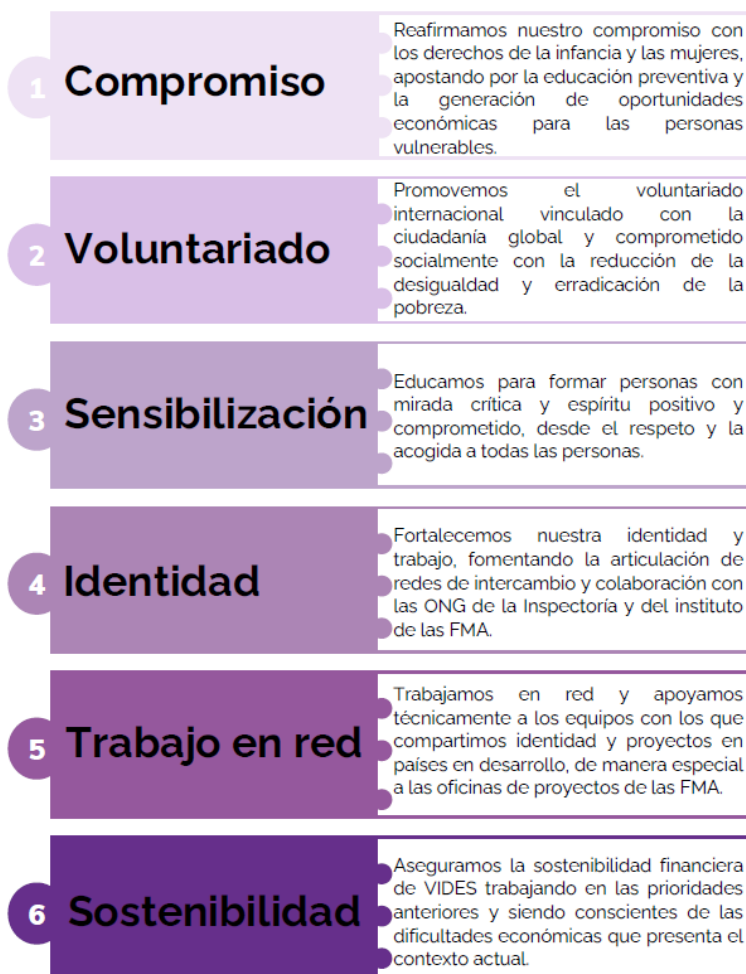 1
Compromiso
Reafirmamos nuestro compromiso con
los derechos de la infancia y las mujeres,
apostando por la educación preventiva y
la generación de oportunidades
económicas para las personas
vulnerables.
2
Voluntariado
Promovemos el voluntariado
internacional vinculado con la
ciudadanía global y comprometido
socialmente con la reducción de la
desigualdad y erradicación de la
pobreza.
3
Sensibilización
Educamos para formar personas con
mirada crítica y espíritu positivo y
comprometido, desde el respeto y la
acogida a todas las personas.
4
Identidad
Fortalecemos nuestra identidad y
trabajo, fomentando la articulación de
redes de intercambio y colaboración con
las ONG de la Inspectoría y del instituto
de las FMA.
5
Trabajo en red
Trabajamos en red y apoyamos
técnicamente a los equipos con los que
compartimos identidad y proyectos en
países en desarrollo, de manera especial
a las oficinas de proyectos de las FMA.
6
Sostenibilidad
Aseguramos la sostenibilidad financiera
de VIDES trabajando en las prioridades
anteriores y siendo conscientes de las
dificultades económicas que presenta el
contexto actual.